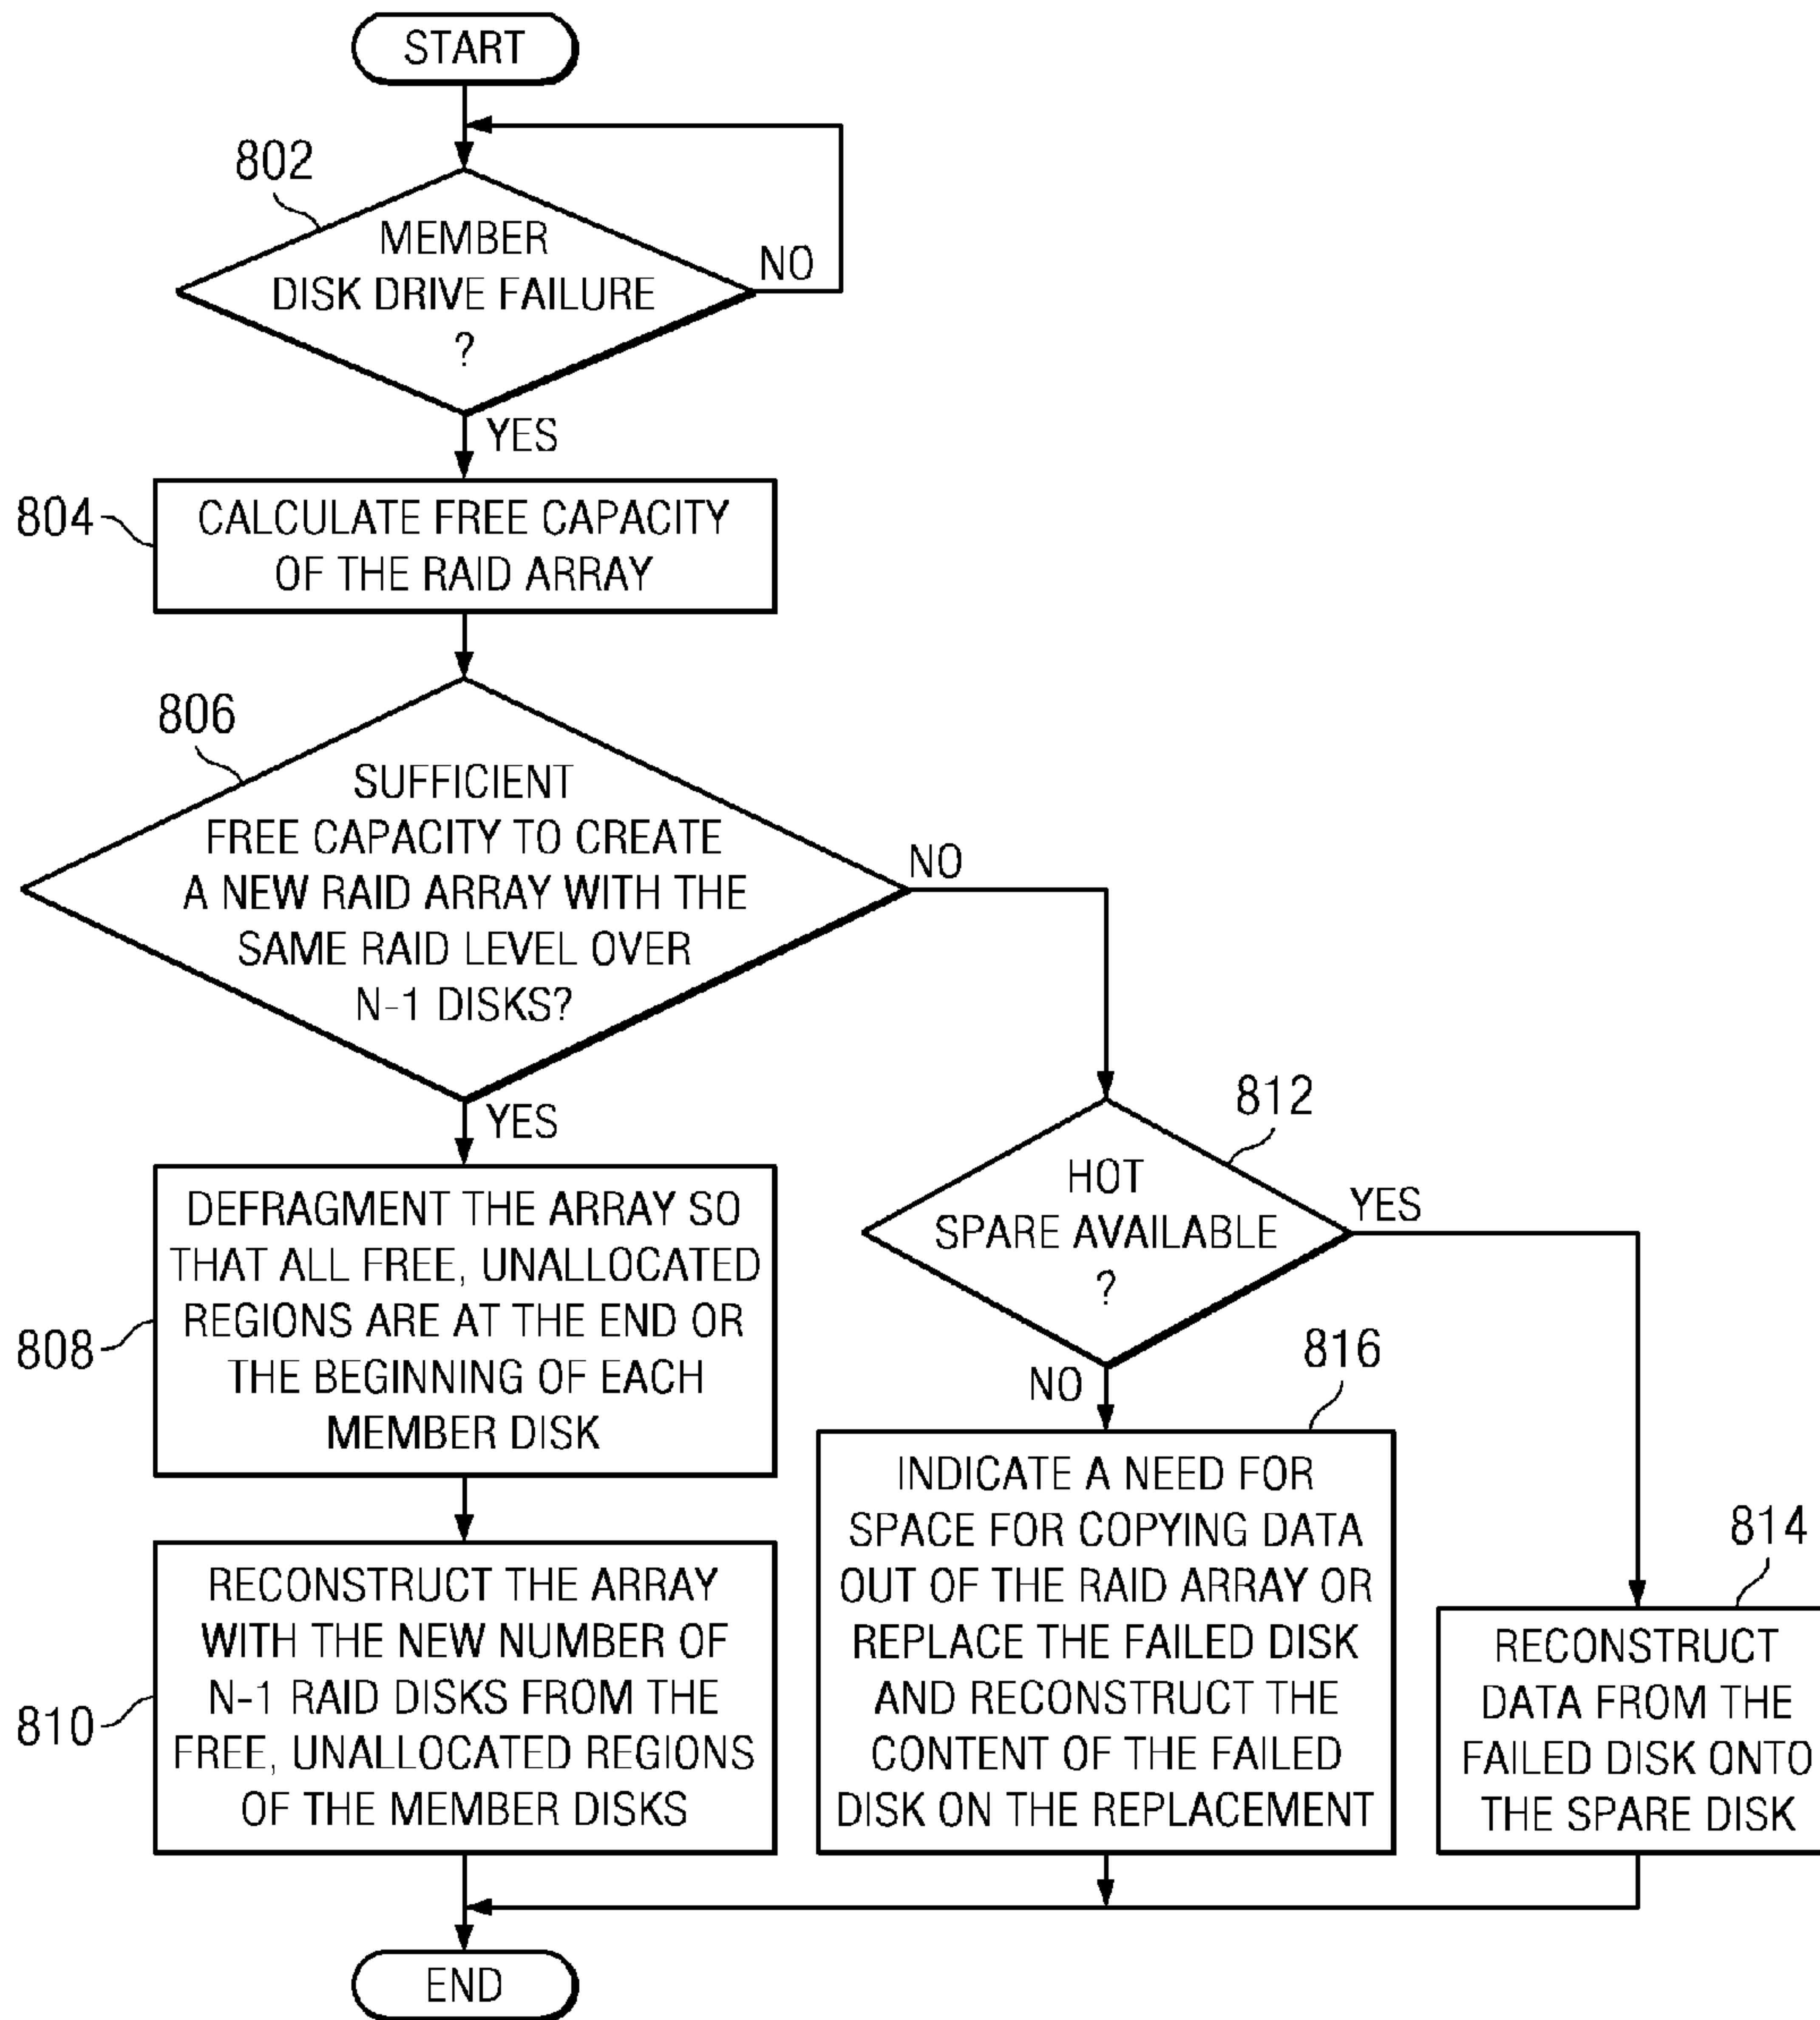 START
802
MEMBER
DISK DRIVE FAILURE
?
NO
YES
804
CALCULATE FREE CAPACITY
OF THE RAID ARRAY
806
SUFFICIENT
FREE CAPACITY TO CREATE
A NEW RAID ARRAY WITH THE
SAME RAID LEVEL OVER
N-1 DISKS?
NO
YES
808
DEFRAGMENT THE ARRAY SO
THAT ALL FREE, UNALLOCATED
REGIONS ARE AT THE END OR
THE BEGINNING OF EACH
MEMBER DISK
810
RECONSTRUCT THE ARRAY
WITH THE NEW NUMBER OF
N-1 RAID DISKS FROM THE
FREE, UNALLOCATED REGIONS
OF THE MEMBER DISKS
812
HOT
SPARE AVAILABLE
?
YES
NO
816
INDICATE A NEED FOR
SPACE FOR COPYING DATA
OUT OF THE RAID ARRAY OR
REPLACE THE FAILED DISK
AND RECONSTRUCT THE
CONTENT OF THE FAILED
DISK ON THE REPLACEMENT
814
RECONSTRUCT
DATA FROM THE
FAILED DISK ONTO
THE SPARE DISK
END